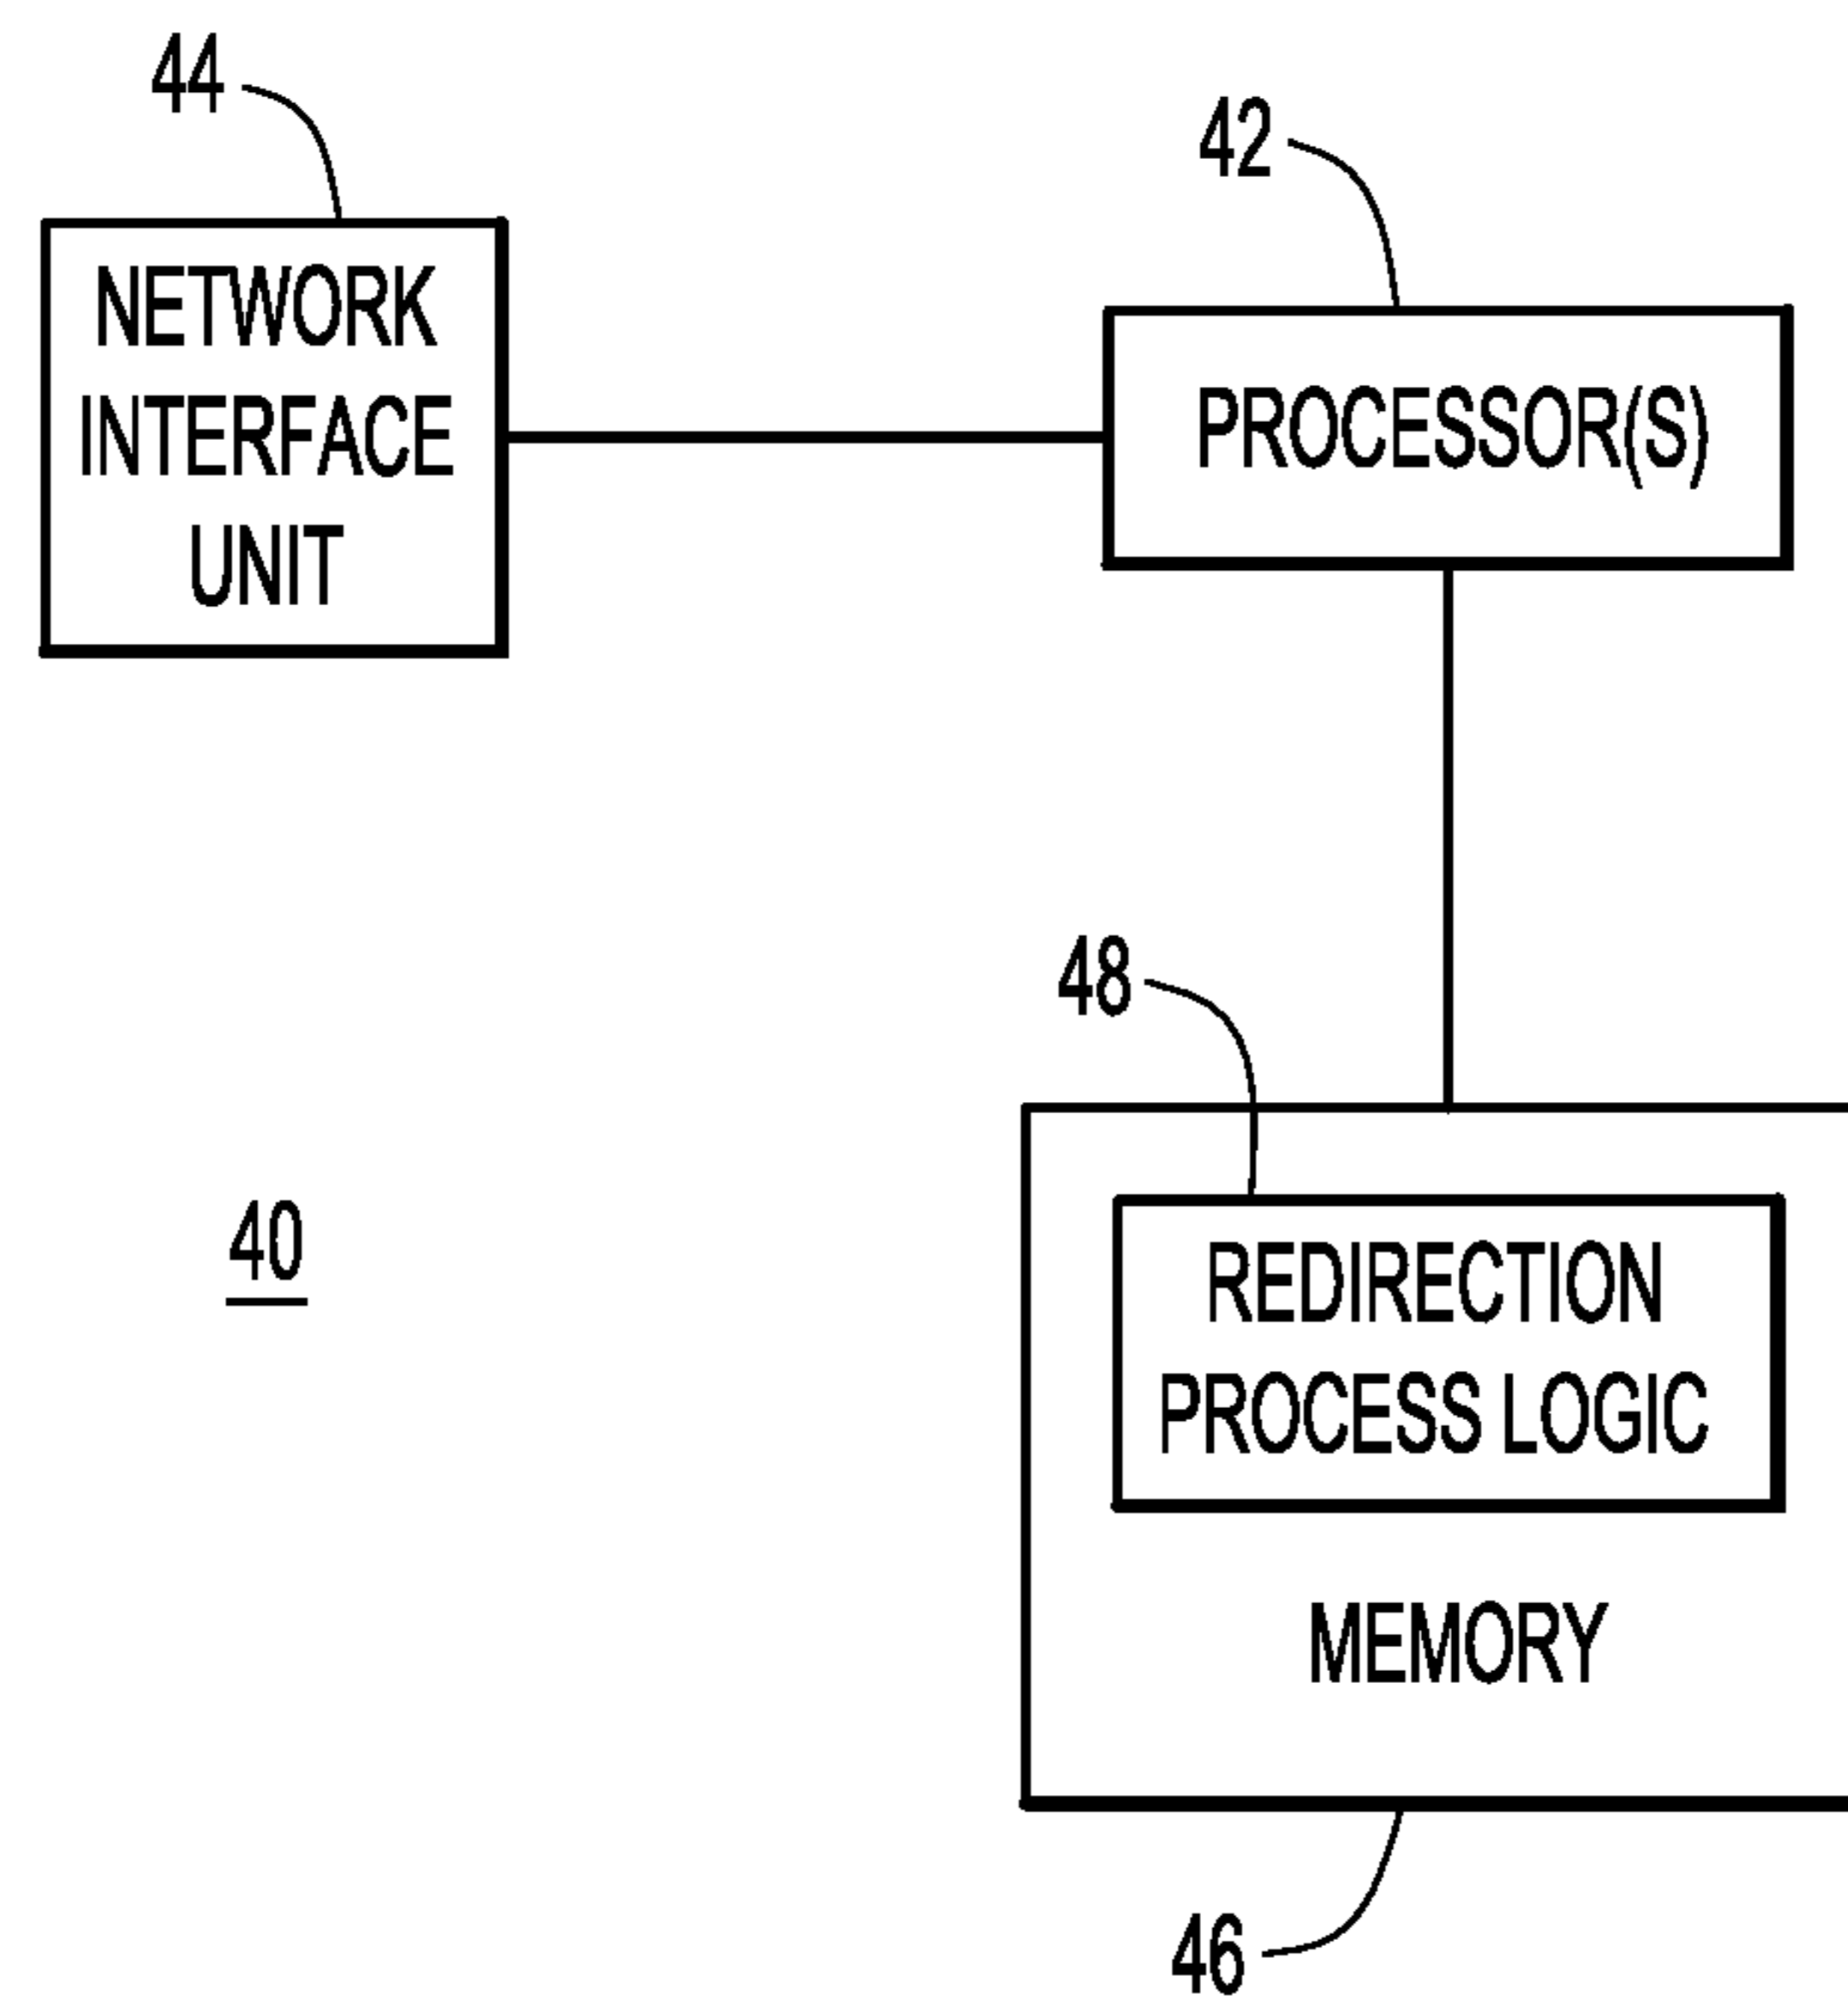 44
42
NETWORK
INTERFACE
UNIT
PROCESSOR(S)
48
40
REDIRECTION
PROCESS LOGIC
MEMORY
46